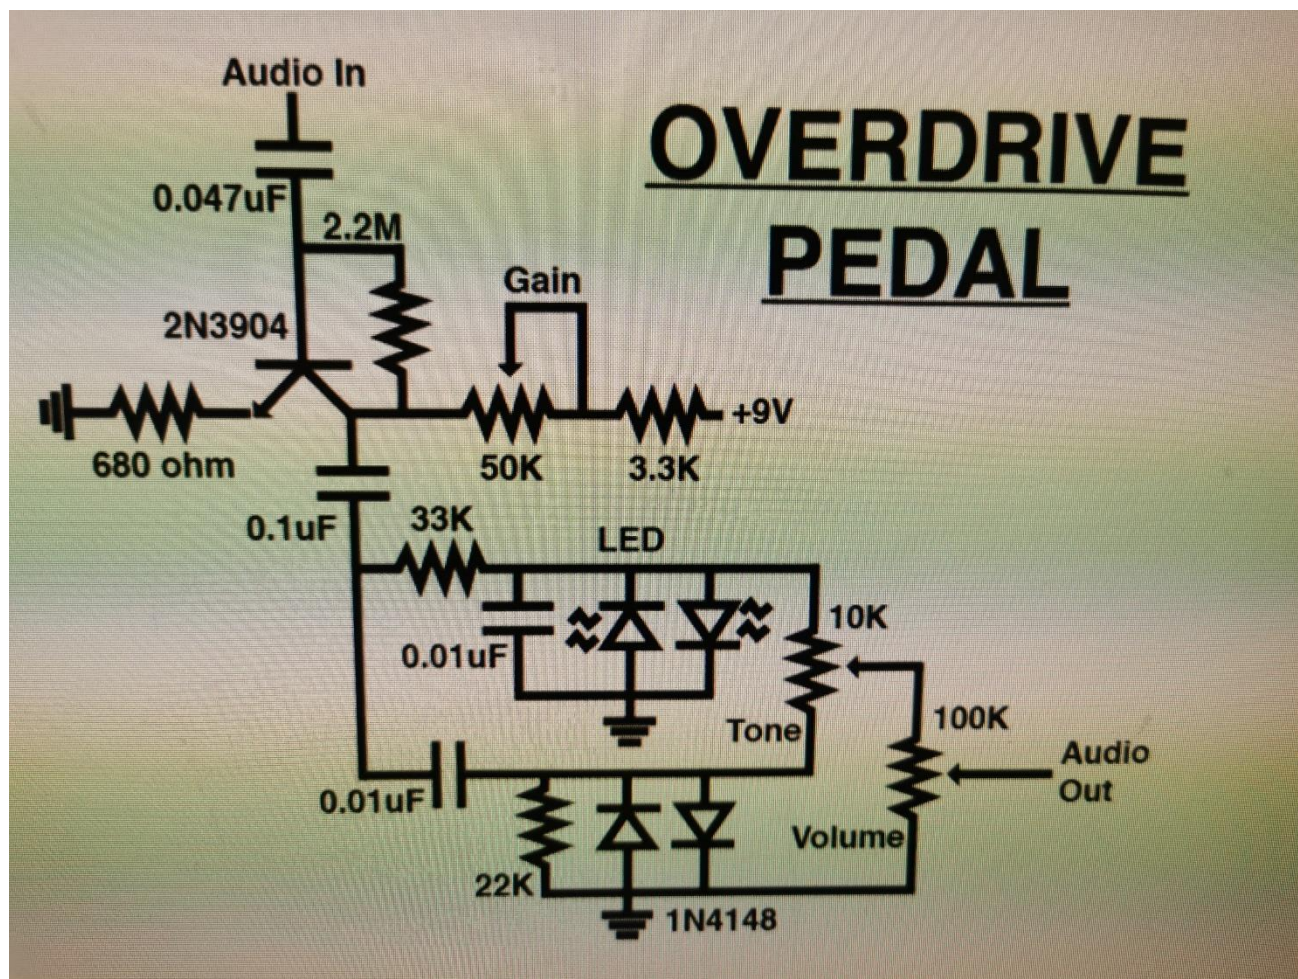 Audio In
OVERDRIVE
PEDAL
0.047uF
2.2M
Gain
2N3904
+9V
680 ohm
50K
3.3K
0.1uF
33K
LED
10K
0.01uF
Tone
100K
Audio
Out
0.01uF
Volume
22K
1N4148